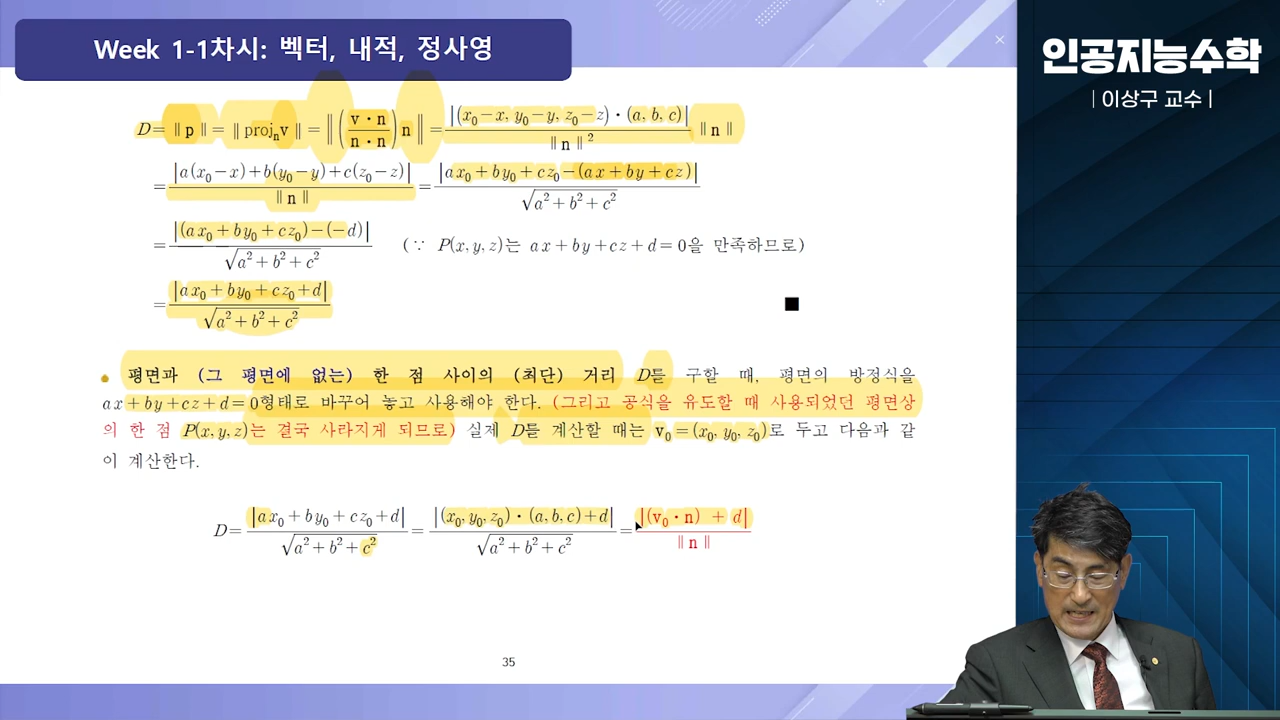 Week 1-1차시: 벡터, 내적, 정사영
인공지능수학
| 이상구 교수 |
D = ‖p‖ = ‖proj_n v‖ = ‖((v·n)/(n·n)) n‖ = |(x₀−x, y₀−y, z₀−z)·(a, b, c)| / ‖n‖² ‖n‖
= |a(x₀−x)+b(y₀−y)+c(z₀−z)| / ‖n‖ = |ax₀+by₀+cz₀−(ax+by+cz)| / √(a²+b²+c²)
= |(ax₀+by₀+cz₀)−(−d)| / √(a²+b²+c²) (∵ P(x, y, z)는 ax+by+cz+d=0을 만족하므로)
= |ax₀+by₀+cz₀+d| / √(a²+b²+c²) ■
평면과 (그 평면에 없는) 한 점 사이의 (최단) 거리 D를 구할 때, 평면의 방정식을
ax+by+cz+d=0형태로 바꾸어 놓고 사용해야 한다. (그리고 공식을 유도할 때 사용되었던 평면상
의 한 점 P(x, y, z)는 결국 사라지게 되므로) 실제 D를 계산할 때는 v₀=(x₀, y₀, z₀)로 두고 다음과 같
이 계산한다.
D = |ax₀+by₀+cz₀+d| / √(a²+b²+c²) = |(x₀, y₀, z₀)·(a, b, c)+d| / √(a²+b²+c²) = |(v₀·n) + d| / ‖n‖
35